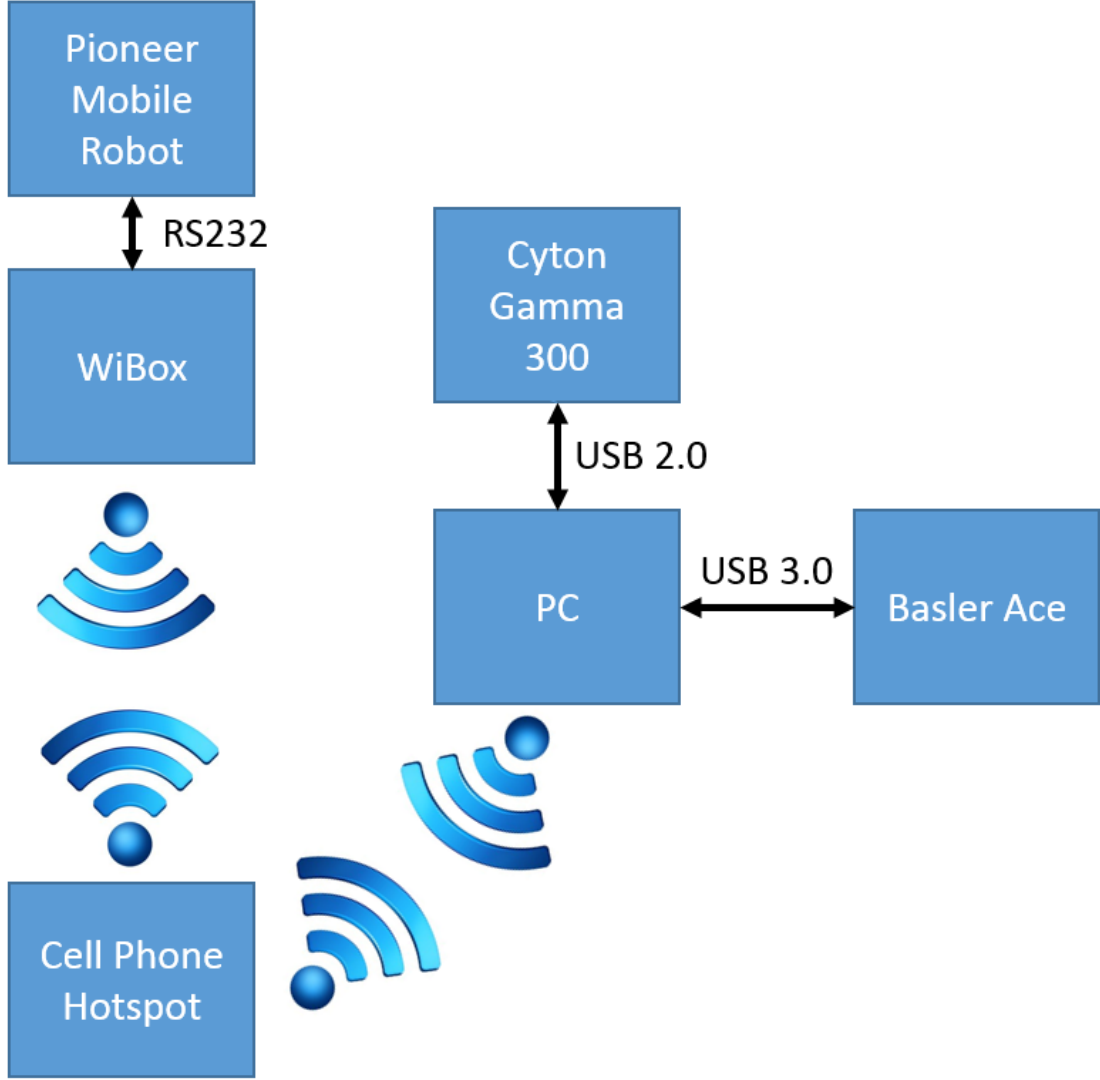 Pioneer
Mobile
Robot
RS232
WiBox
Cyton
Gamma
300
USB 2.0
PC
USB 3.0
Basler Ace
Cell Phone
Hotspot